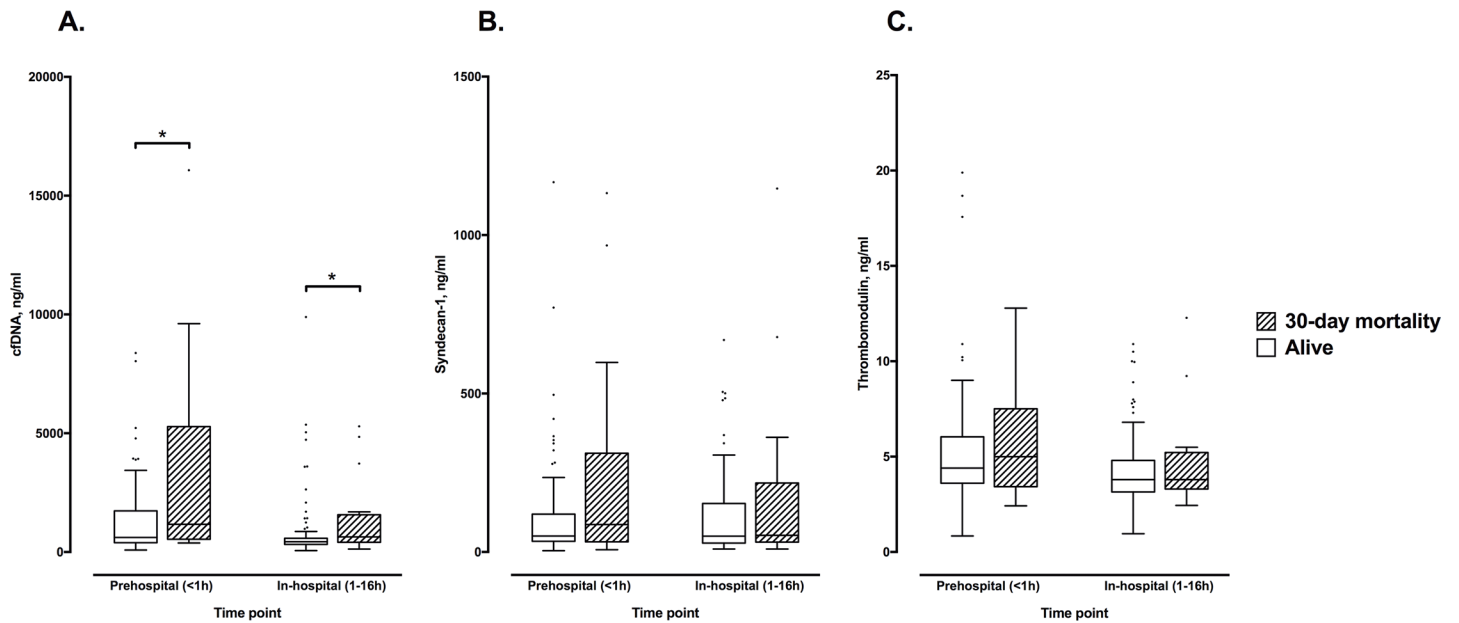 A.
20000
15000
10000
5000
0
cfDNA, ng/ml
*
*
Prehospital (<1h)
In-hospital (1-16h)
Time point
B.
1500
1000
500
0
Syndecan-1, ng/ml
Prehospital (<1h)
In-hospital (1-16h)
Time point
C.
25
20
15
10
5
0
Thrombomodulin, ng/ml
Prehospital (<1h)
In-hospital (1-16h)
Time point
30-day mortality
Alive